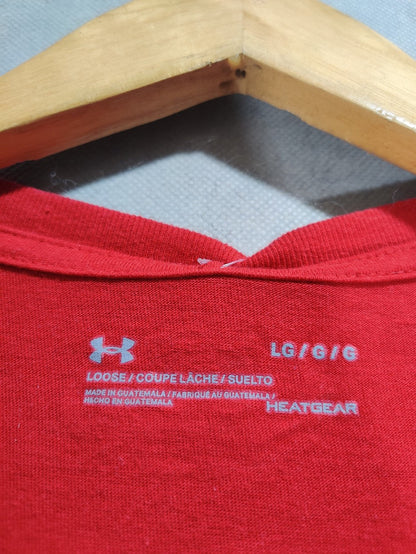 LG / G / G
LOOSE / COUPE LÂCHE / SUELTO
MADE IN GUATEMALA / FABRIQUÉ AU GUATEMALA /
HECHO EN GUATEMALA
HEATGEAR